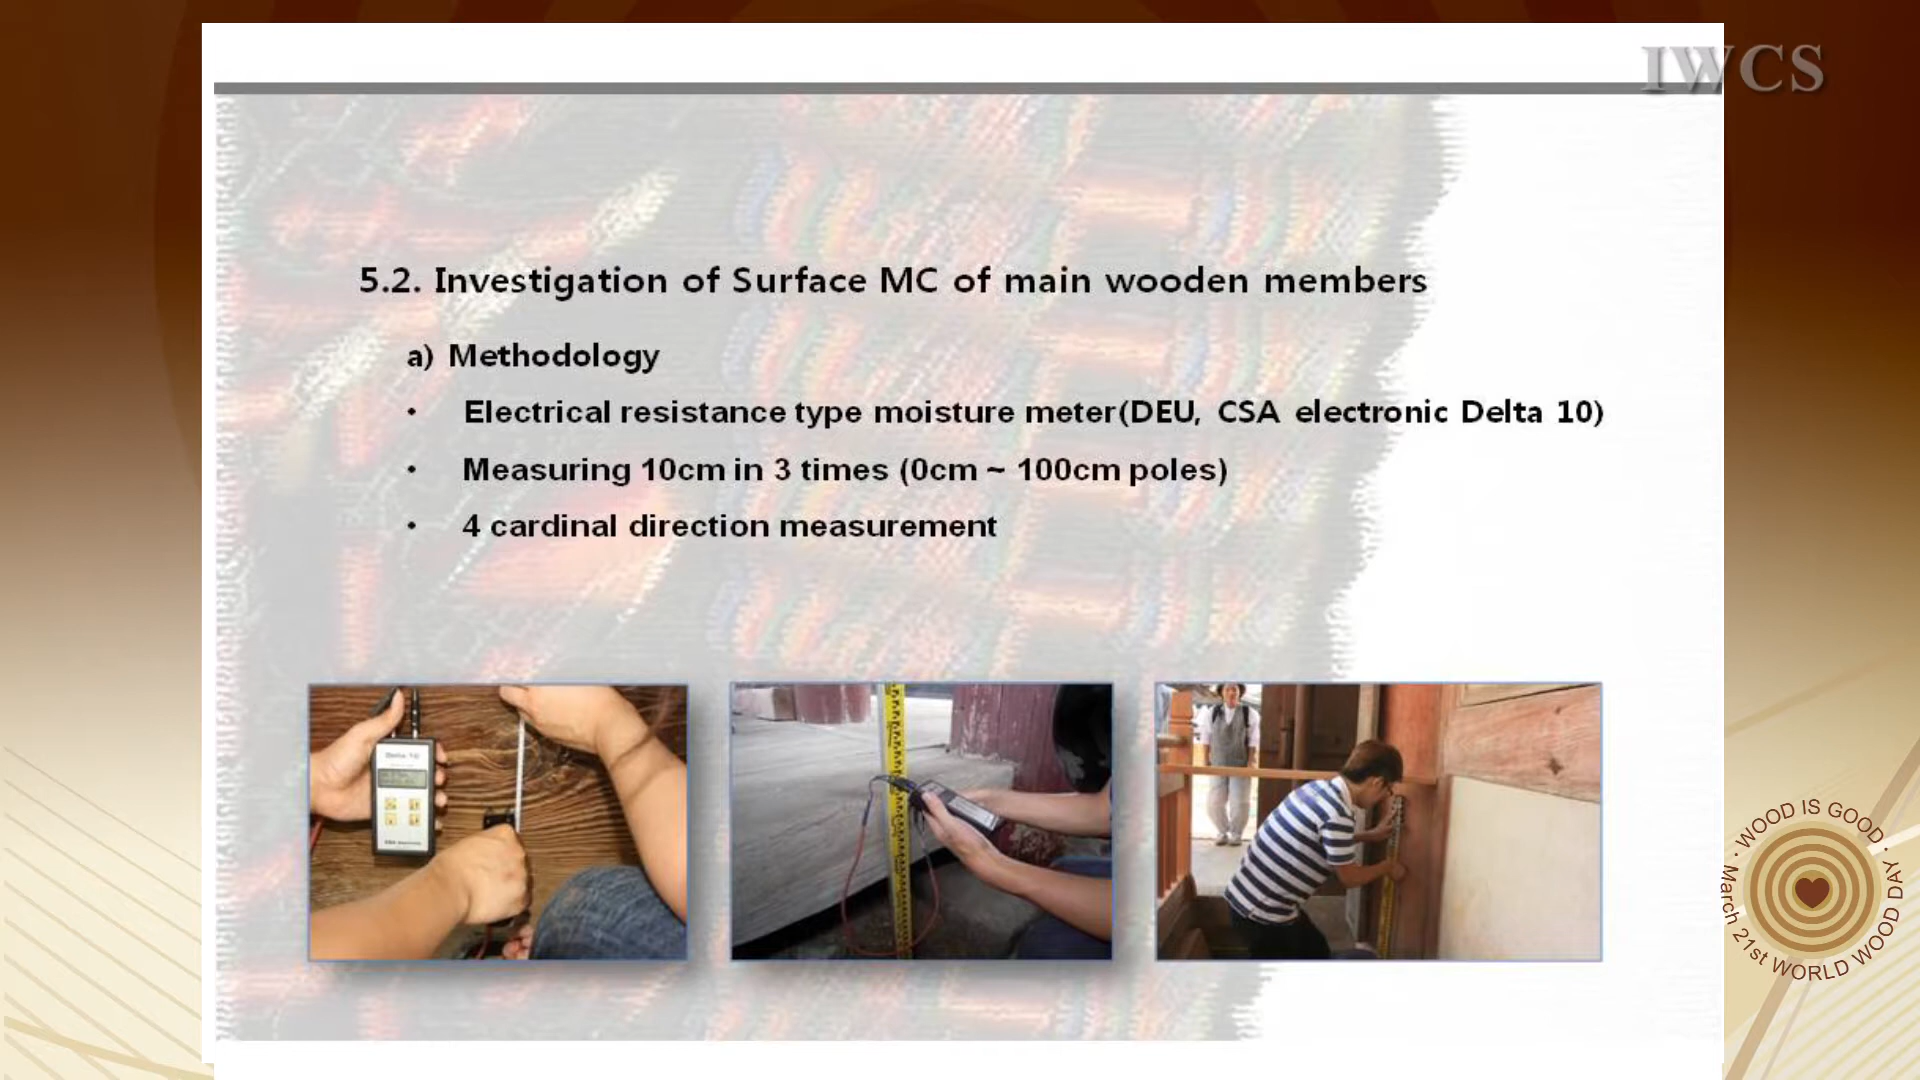 IWCS
5.2. Investigation of Surface MC of main wooden members
a) Methodology
• Electrical resistance type moisture meter(DEU, CSA electronic Delta 10)
• Measuring 10cm in 3 times (0cm ~ 100cm poles)
• 4 cardinal direction measurement
Delta 10
· WOOD IS GOOD ·
March 21st WORLD WOOD DAY